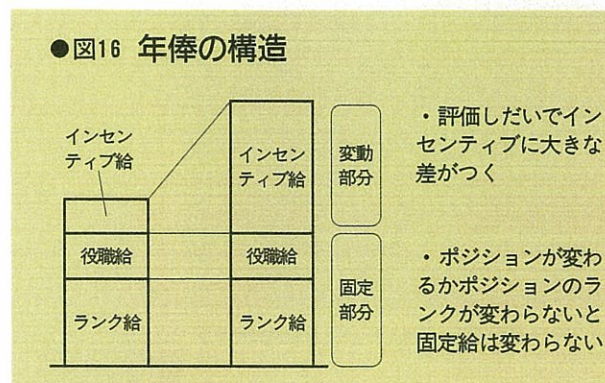 ●図16 年俸の構造
インセン
ティブ給
役職給
ランク給
インセン
ティブ給
役職給
ランク給
変動
部分
固定
部分
・評価しだいでイン
センティブに大きな
差がつく
・ポジションが変わ
るかポジションのラ
ンクが変わらないと
固定給は変わらない